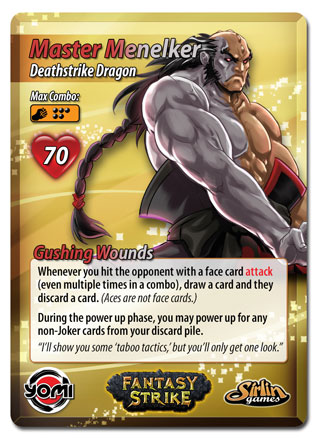 Master Menelker
Deathstrike Dragon
Max Combo:
70
Gushing Wounds
Whenever you hit the opponent with a face card attack
(even multiple times in a combo), draw a card and they
discard a card. (Aces are not face cards.)
During the power up phase, you may power up for any
non-Joker cards from your discard pile.
“I’ll show you some ‘taboo tactics,’ but you’ll only get one look.”
YOMI
FANTASY
STRIKE
Sirlin
games